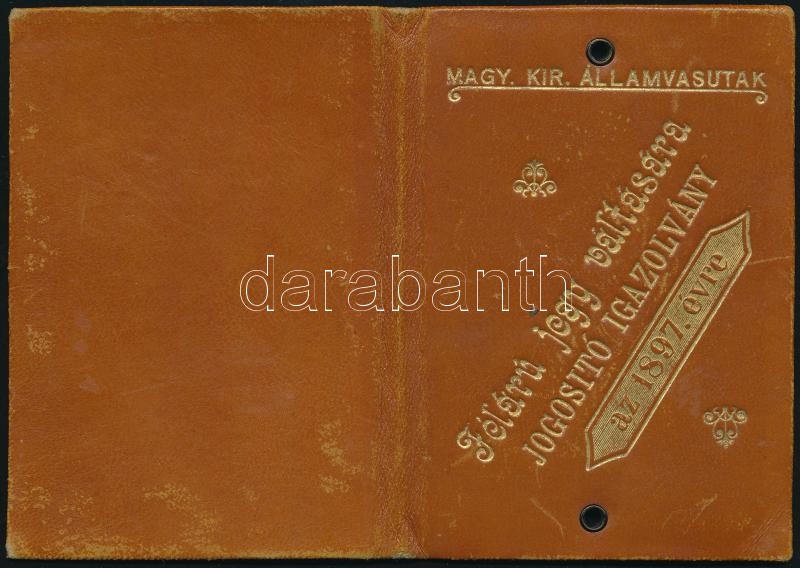 MAGY. KIR. ÁLLAMVASUTAK
Félárú jegy váltására
JOGOSITÓ IGAZOLVÁNY
az 1897. évre
darabanth